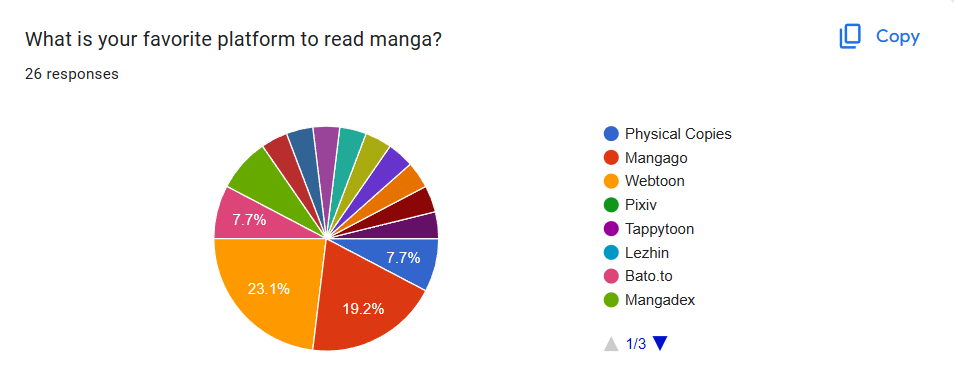 What is your favorite platform to read manga?
Copy
26 responses
Physical Copies
Mangago
Webtoon
Pixiv
Tappytoon
Lezhin
Bato.to
Mangadex
1/3
7.7%
7.7%
23.1%
19.2%